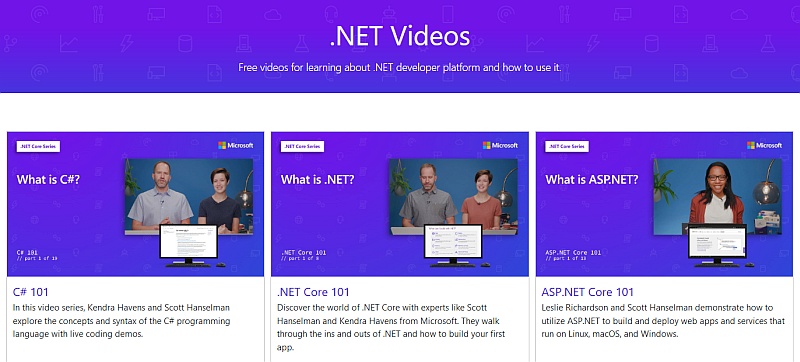 .NET Videos
Free videos for learning about .NET developer platform and how to use it.
.NET Core Series
Microsoft
What is C#?
C# 101
// part 1 of 19
.NET Core Series
Microsoft
What is .NET?
.NET Core 101
// part 1 of 8
.NET Core Series
Microsoft
What is ASP.NET?
ASP.NET Core 101
// part 1 of 13
C# 101
In this video series, Kendra Havens and Scott Hanselman
explore the concepts and syntax of the C# programming
language with live coding demos.
.NET Core 101
Discover the world of .NET Core with experts like Scott
Hanselman and Kendra Havens from Microsoft. They walk
through the ins and outs of .NET and how to build your first
app.
ASP.NET Core 101
Leslie Richardson and Scott Hanselman demonstrate how to
utilize ASP.NET to build and deploy web apps and services that
run on Linux, macOS, and Windows.